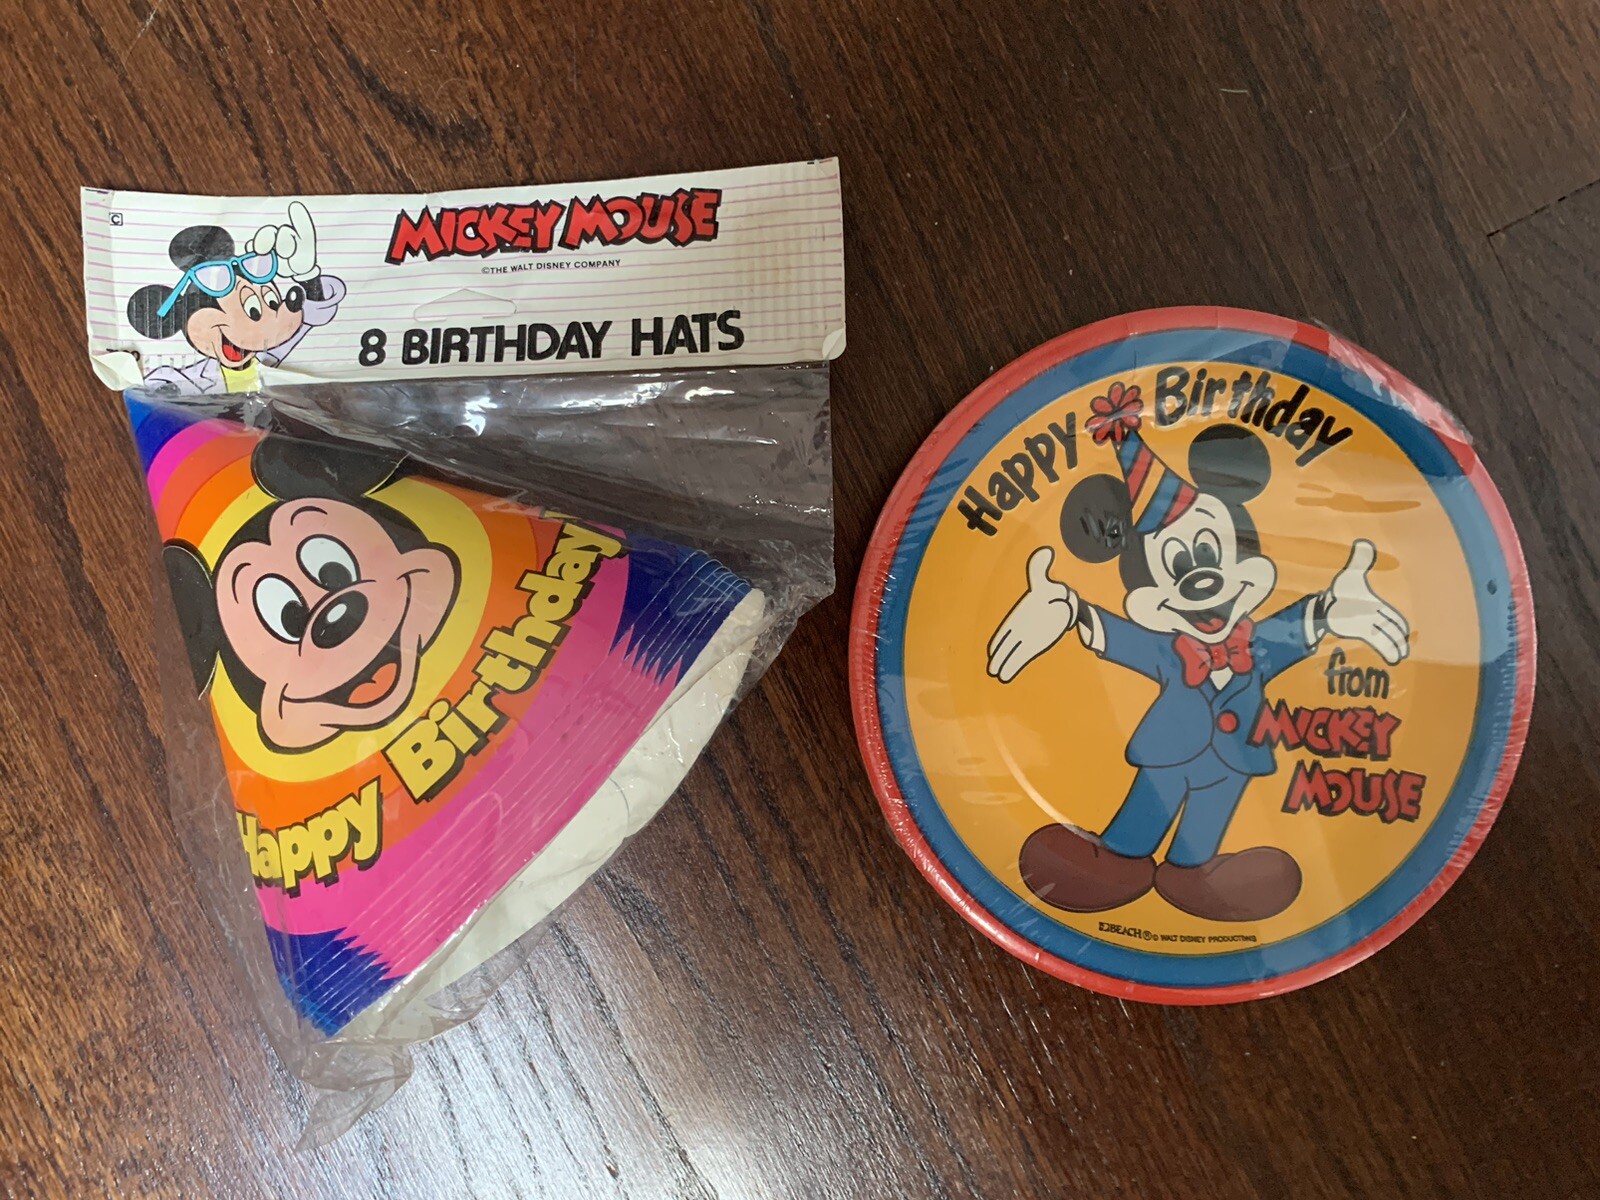 C
MICKEY MOUSE
©THE WALT DISNEY COMPANY
8 BIRTHDAY HATS
Happy Birthday!
Happy Birthday
from
MICKEY
MOUSE
BEACH ® © WALT DISNEY PRODUCTIONS